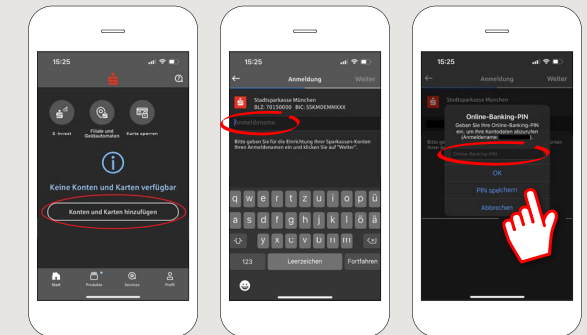 15:25
S-Invest
Filiale und
Geldautomaten
Karte sperren
Keine Konten und Karten verfügbar
Konten und Karten hinzufügen
Start
Produkte
Services
Profil
15:25
Anmeldung
Weiter
Stadtsparkasse München
BLZ: 70150000 BIC: SSKMDEMMXXX
Anmeldename
Bitte geben Sie für die Einrichtung Ihrer Sparkassen-Konten
Ihren Anmeldenamen ein und klicken Sie auf "Weiter".
q w e r t z u i o p ü
a s d f g h j k l ö ä
y x c v b n m
123
Leerzeichen
Fortfahren
15:25
Anmeldung
Weiter
Stadtsparkasse München
Online-Banking-PIN
Geben Sie Ihre Online-Banking-PIN
ein, um Ihre Kontodaten abzurufen
(Anmeldename:
Online-Banking-PIN
OK
PIN speichern
Abbrechen